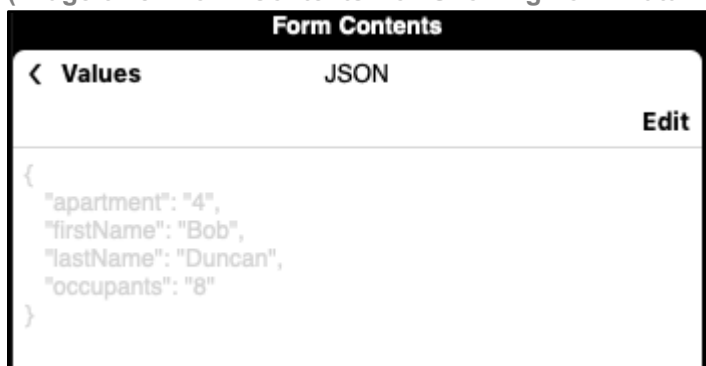 Form Contents
< Values
JSON
Edit
{
"apartment": "4",
"firstName": "Bob",
"lastName": "Duncan",
"occupants": "8"
}